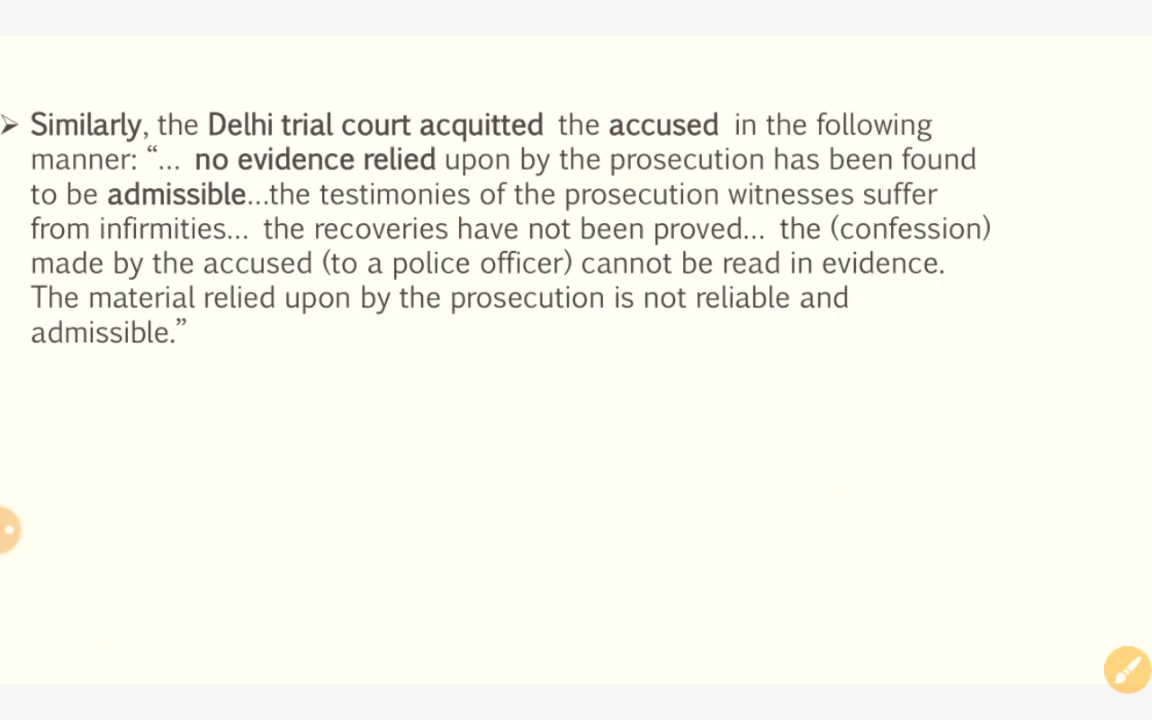 ➤ Similarly, the Delhi trial court acquitted the accused in the following
manner: “... no evidence relied upon by the prosecution has been found
to be admissible...the testimonies of the prosecution witnesses suffer
from infirmities... the recoveries have not been proved... the (confession)
made by the accused (to a police officer) cannot be read in evidence.
The material relied upon by the prosecution is not reliable and
admissible.”